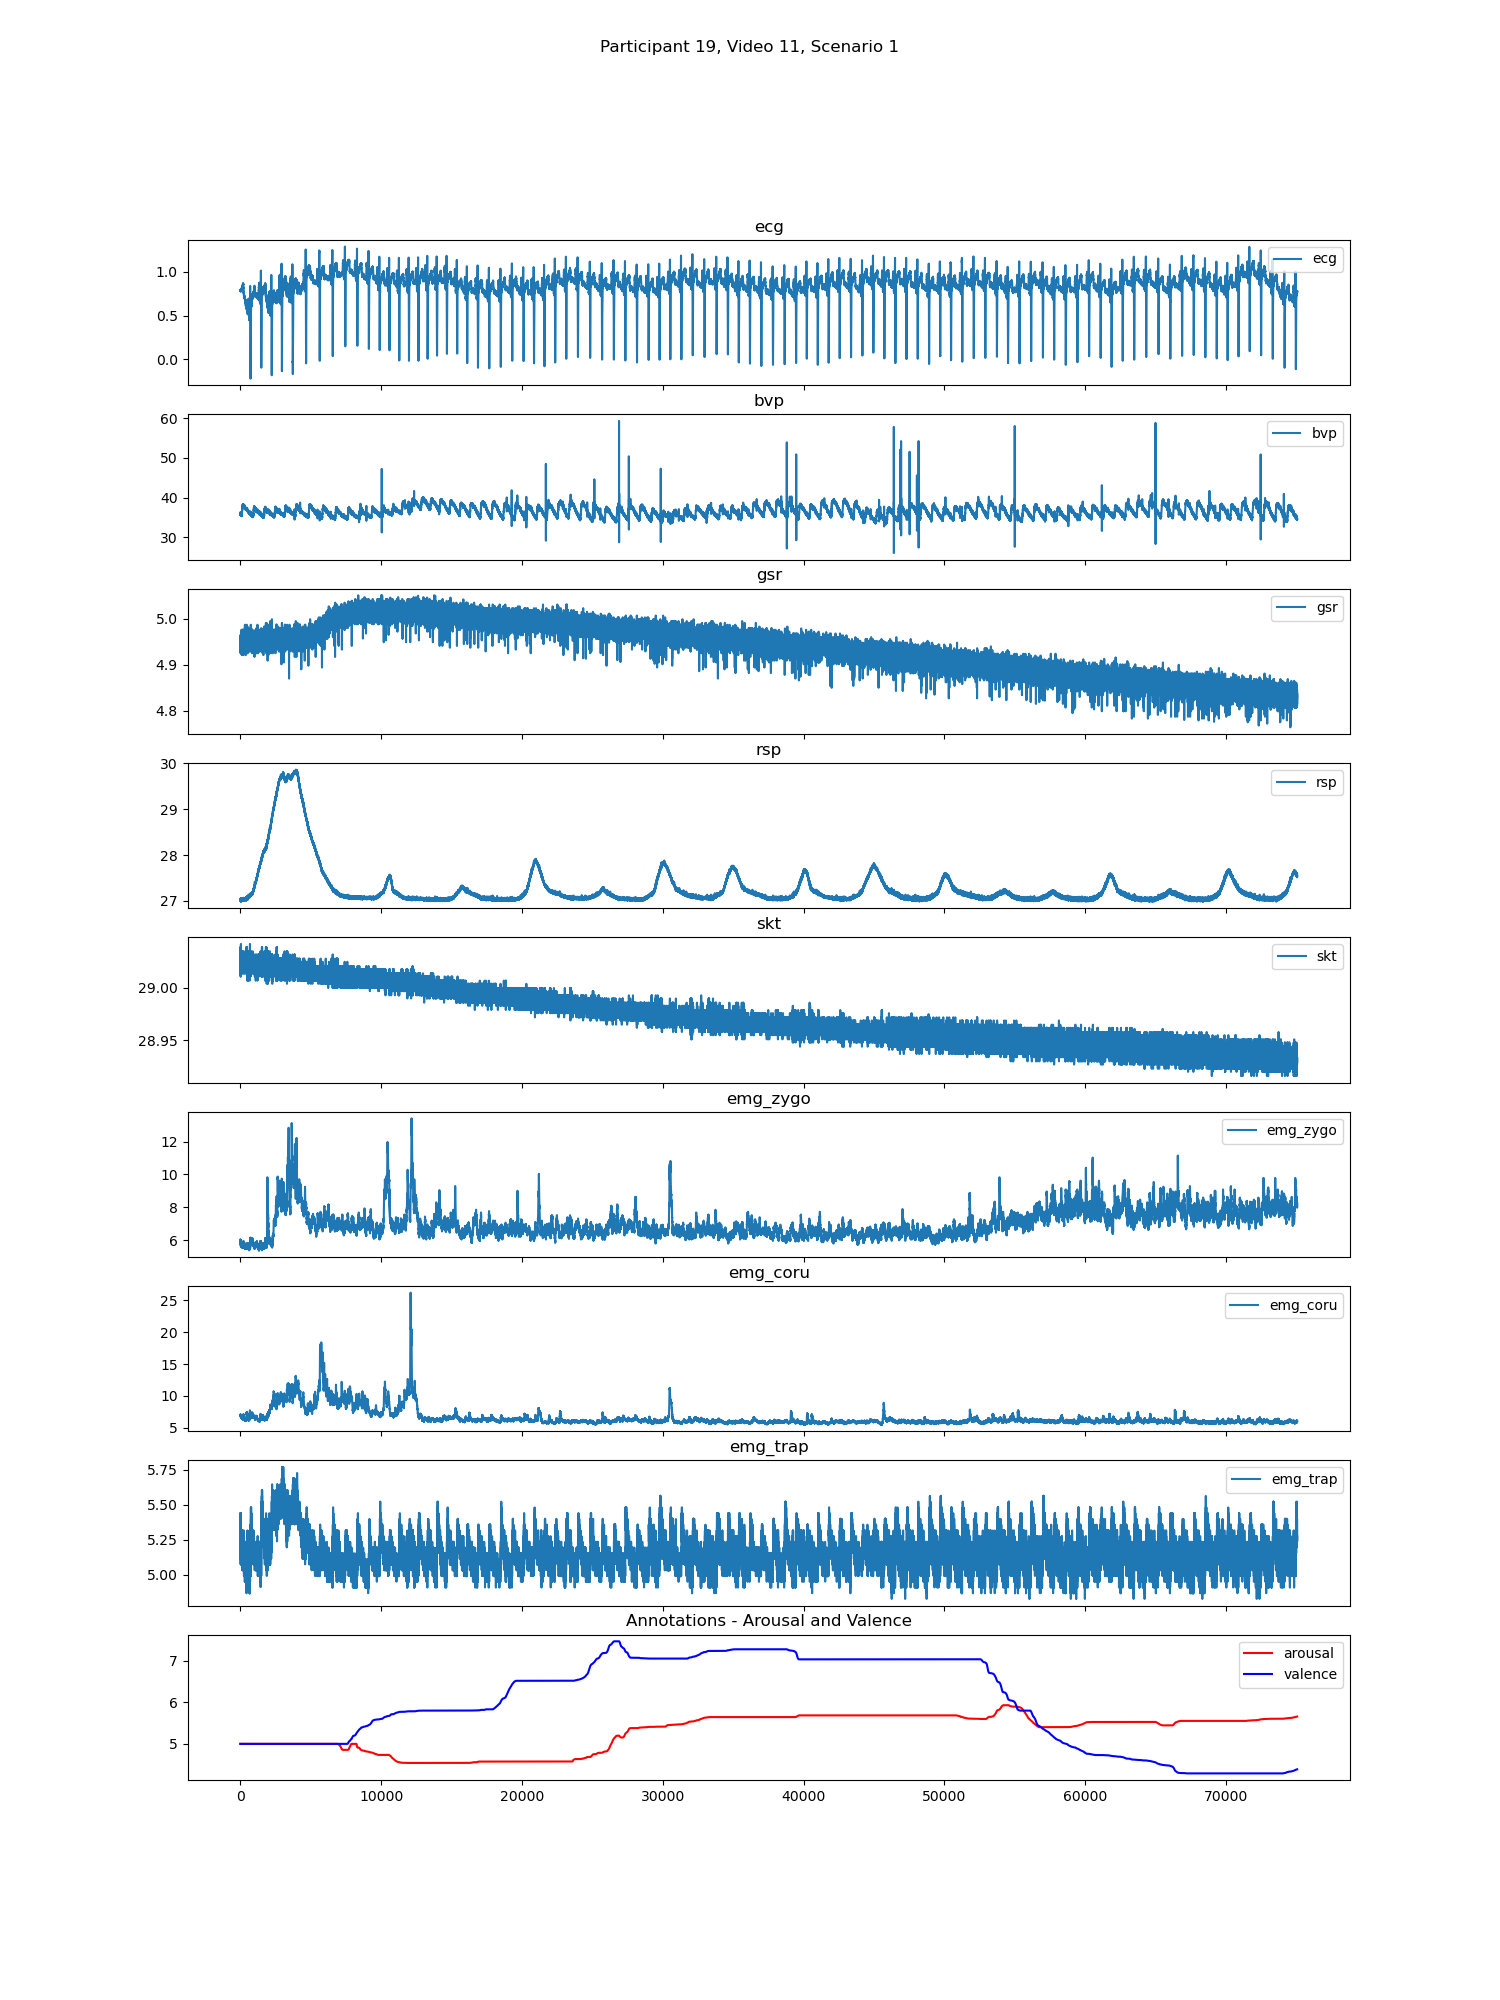 Participant 19, Video 11, Scenario 1
ecg
1.0
0.5
0.0
ecg
bvp
60
50
40
30
bvp
gsr
5.0
4.9
4.8
gsr
rsp
30
29
28
27
rsp
skt
29.00
28.95
skt
emg_zygo
12
10
8
6
emg_zygo
emg_coru
25
20
15
10
5
emg_coru
emg_trap
5.75
5.50
5.25
5.00
emg_trap
Annotations - Arousal and Valence
7
6
5
arousal
valence
0 10000 20000 30000 40000 50000 60000 70000